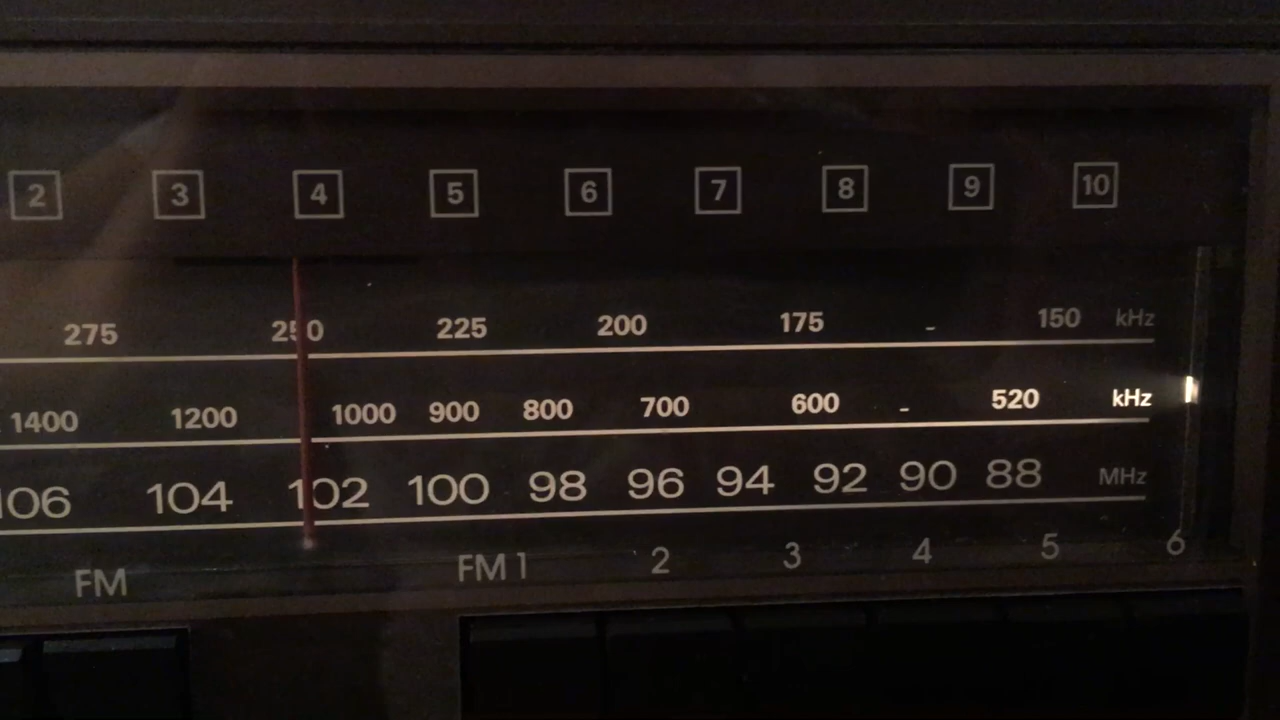 2 3 4 5 6 7 8 9 10
275 250 225 200 175 - 150 kHz
1400 1200 1000 900 800 700 600 - 520 kHz
106 104 102 100 98 96 94 92 90 88 MHz
FM FM 1 2 3 4 5 6